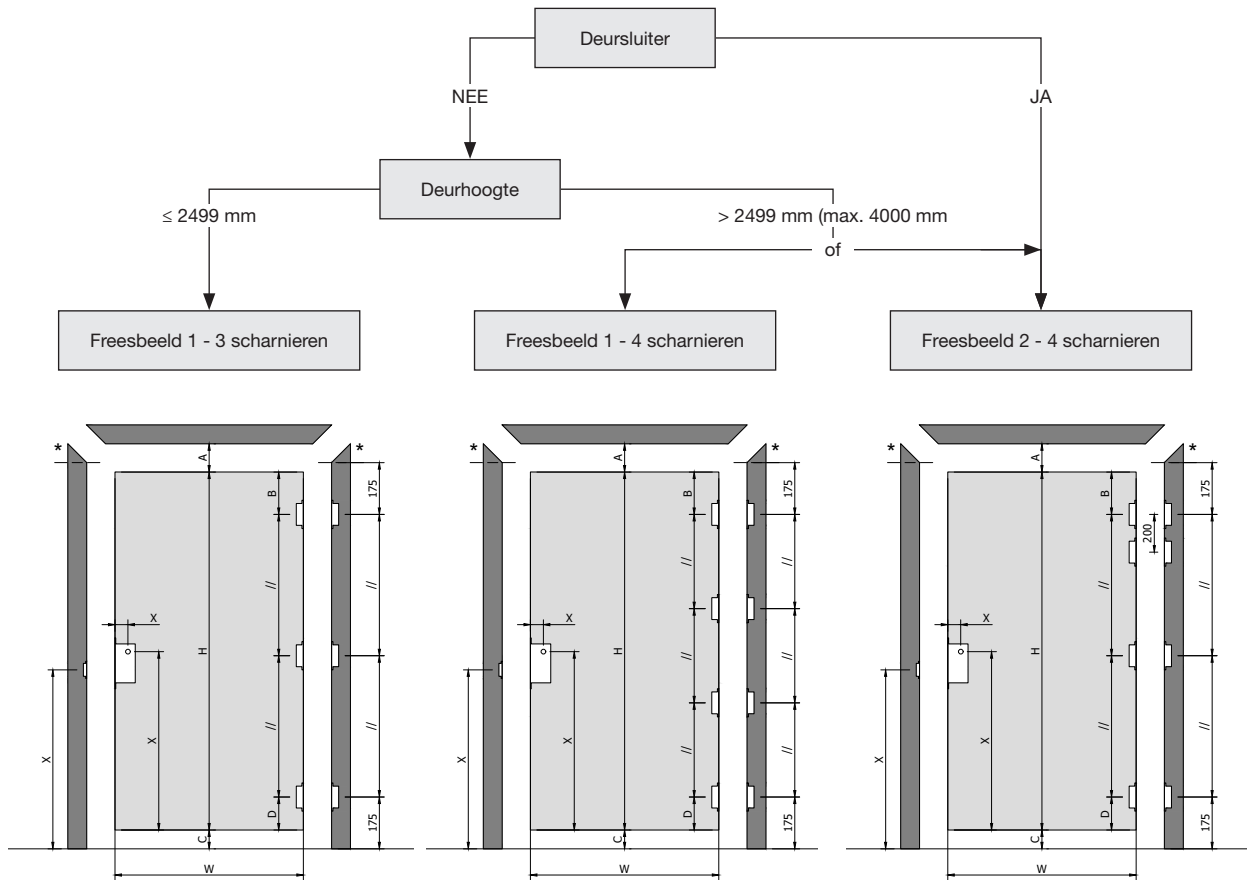 Deursluiter
NEE
JA
Deurhoogte
≤ 2499 mm
> 2499 mm (max. 4000 mm
of
Freesbeeld 1 - 3 scharnieren
Freesbeeld 1 - 4 scharnieren
Freesbeeld 2 - 4 scharnieren
*
*
A
B
175
//
//
X
H
//
//
X
X
D
C
175
W
*
*
A
B
175
//
//
X
H
//
//
X
X
//
//
D
C
175
W
*
*
A
B
175
200
//
//
X
H
//
//
X
X
D
C
175
W